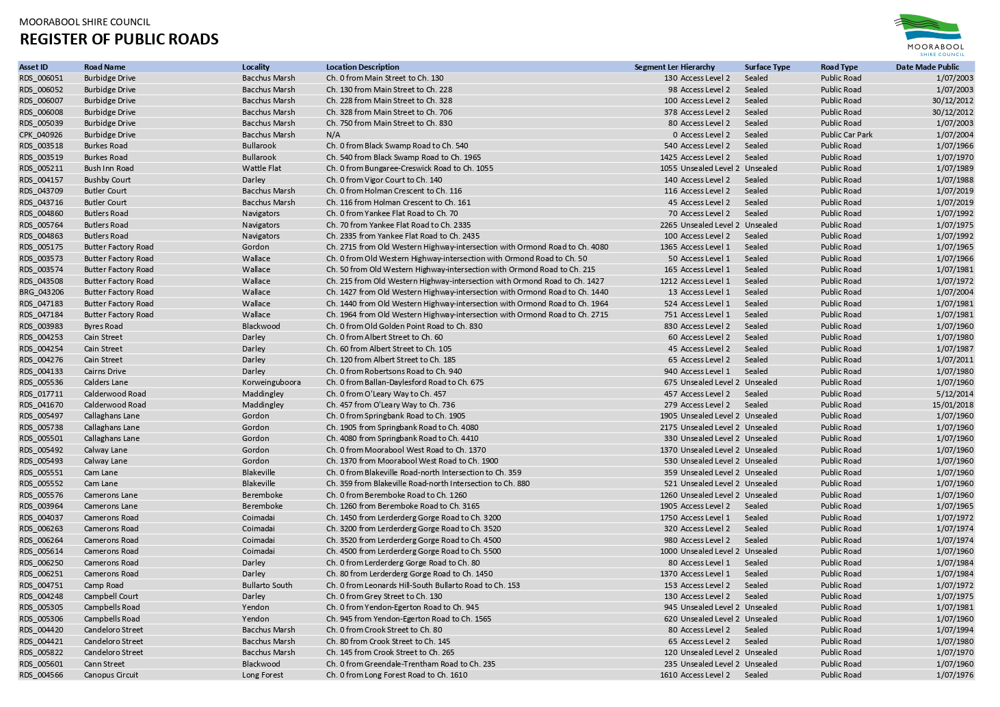 MOORABOOL SHIRE COUNCIL
REGISTER OF PUBLIC ROADS
MOORABOOL
SHIRE COUNCIL
Asset ID Road Name Locality Location Description Segment Len Hierarchy Surface Type Road Type Date Made Public
RDS_006051 Burbidge Drive Bacchus Marsh Ch. 0 from Main Street to Ch. 130 130 Access Level 2 Sealed Public Road 1/07/2003
RDS_006052 Burbidge Drive Bacchus Marsh Ch. 130 from Main Street to Ch. 228 98 Access Level 2 Sealed Public Road 1/07/2003
RDS_006007 Burbidge Drive Bacchus Marsh Ch. 228 from Main Street to Ch. 328 100 Access Level 2 Sealed Public Road 30/12/2012
RDS_006008 Burbidge Drive Bacchus Marsh Ch. 328 from Main Street to Ch. 706 378 Access Level 2 Sealed Public Road 30/12/2012
RDS_005039 Burbidge Drive Bacchus Marsh Ch. 750 from Main Street to Ch. 830 80 Access Level 2 Sealed Public Road 1/07/2003
CPK_040926 Burbidge Drive Bacchus Marsh N/A 0 Access Level 2 Sealed Public Car Park 1/07/2004
RDS_003518 Burkes Road Bullarook Ch. 0 from Black Swamp Road to Ch. 540 540 Access Level 2 Sealed Public Road 1/07/1966
RDS_003519 Burkes Road Bullarook Ch. 540 from Black Swamp Road to Ch. 1965 1425 Access Level 2 Sealed Public Road 1/07/1970
RDS_005211 Bush Inn Road Wattle Flat Ch. 0 from Bungaree-Creswick Road to Ch. 1055 1055 Unsealed Level 2 Unsealed Public Road 1/07/1989
RDS_004157 Bushby Court Darley Ch. 0 from Vigor Court to Ch. 140 140 Access Level 2 Sealed Public Road 1/07/1988
RDS_043709 Butler Court Bacchus Marsh Ch. 0 from Holman Crescent to Ch. 116 116 Access Level 2 Sealed Public Road 1/07/2019
RDS_043716 Butler Court Bacchus Marsh Ch. 116 from Holman Crescent to Ch. 161 45 Access Level 2 Sealed Public Road 1/07/2019
RDS_004860 Butlers Road Navigators Ch. 0 from Yankee Flat Road to Ch. 70 70 Access Level 2 Sealed Public Road 1/07/1992
RDS_005764 Butlers Road Navigators Ch. 70 from Yankee Flat Road to Ch. 2335 2265 Unsealed Level 2 Unsealed Public Road 1/07/1975
RDS_004863 Butlers Road Navigators Ch. 2335 from Yankee Flat Road to Ch. 2435 100 Access Level 2 Sealed Public Road 1/07/1992
RDS_005175 Butter Factory Road Gordon Ch. 2715 from Old Western Highway-intersection with Ormond Road to Ch. 4080 1365 Access Level 1 Sealed Public Road 1/07/1965
RDS_003573 Butter Factory Road Wallace Ch. 0 from Old Western Highway-intersection with Ormond Road to Ch. 50 50 Access Level 1 Sealed Public Road 1/07/1966
RDS_003574 Butter Factory Road Wallace Ch. 50 from Old Western Highway-intersection with Ormond Road to Ch. 215 165 Access Level 1 Sealed Public Road 1/07/1981
RDS_043508 Butter Factory Road Wallace Ch. 215 from Old Western Highway-intersection with Ormond Road to Ch. 1427 1212 Access Level 1 Sealed Public Road 1/07/1972
BRG_043206 Butter Factory Road Wallace Ch. 1427 from Old Western Highway-intersection with Ormond Road to Ch. 1440 13 Access Level 1 Sealed Public Road 1/07/2004
RDS_047183 Butter Factory Road Wallace Ch. 1440 from Old Western Highway-intersection with Ormond Road to Ch. 1964 524 Access Level 1 Sealed Public Road 1/07/1981
RDS_047184 Butter Factory Road Wallace Ch. 1964 from Old Western Highway-intersection with Ormond Road to Ch. 2715 751 Access Level 1 Sealed Public Road 1/07/1981
RDS_003983 Byres Road Blackwood Ch. 0 from Old Golden Point Road to Ch. 830 830 Access Level 2 Sealed Public Road 1/07/1960
RDS_004253 Cain Street Darley Ch. 0 from Albert Street to Ch. 60 60 Access Level 2 Sealed Public Road 1/07/1980
RDS_004254 Cain Street Darley Ch. 60 from Albert Street to Ch. 105 45 Access Level 2 Sealed Public Road 1/07/1987
RDS_004276 Cain Street Darley Ch. 120 from Albert Street to Ch. 185 65 Access Level 2 Sealed Public Road 1/07/2011
RDS_004133 Cairns Drive Darley Ch. 0 from Robertsons Road to Ch. 940 940 Access Level 1 Sealed Public Road 1/07/1980
RDS_005536 Calders Lane Korweinguboora Ch. 0 from Ballan-Daylesford Road to Ch. 675 675 Unsealed Level 2 Unsealed Public Road 1/07/1960
RDS_017711 Calderwood Road Maddingley Ch. 0 from O'Leary Way to Ch. 457 457 Access Level 2 Sealed Public Road 5/12/2014
RDS_041670 Calderwood Road Maddingley Ch. 457 from O'Leary Way to Ch. 736 279 Access Level 2 Sealed Public Road 15/01/2018
RDS_005497 Callaghans Lane Gordon Ch. 0 from Springbank Road to Ch. 1905 1905 Unsealed Level 2 Unsealed Public Road 1/07/1960
RDS_005738 Callaghans Lane Gordon Ch. 1905 from Springbank Road to Ch. 4080 2175 Unsealed Level 2 Unsealed Public Road 1/07/1960
RDS_005501 Callaghans Lane Gordon Ch. 4080 from Springbank Road to Ch. 4410 330 Unsealed Level 2 Unsealed Public Road 1/07/1960
RDS_005492 Calway Lane Gordon Ch. 0 from Moorabool West Road to Ch. 1370 1370 Unsealed Level 2 Unsealed Public Road 1/07/1960
RDS_005493 Calway Lane Gordon Ch. 1370 from Moorabool West Road to Ch. 1900 530 Unsealed Level 2 Unsealed Public Road 1/07/1960
RDS_005551 Cam Lane Blakeville Ch. 0 from Blakeville Road-north Intersection to Ch. 359 359 Unsealed Level 2 Unsealed Public Road 1/07/1960
RDS_005552 Cam Lane Blakeville Ch. 359 from Blakeville Road-north Intersection to Ch. 880 521 Unsealed Level 2 Unsealed Public Road 1/07/1960
RDS_005576 Camerons Lane Beremboke Ch. 0 from Beremboke Road to Ch. 1260 1260 Unsealed Level 2 Unsealed Public Road 1/07/1960
RDS_003964 Camerons Lane Beremboke Ch. 1260 from Beremboke Road to Ch. 3165 1905 Access Level 2 Sealed Public Road 1/07/1965
RDS_004037 Camerons Road Coimadai Ch. 1450 from Lerderderg Gorge Road to Ch. 3200 1750 Access Level 1 Sealed Public Road 1/07/1972
RDS_006263 Camerons Road Coimadai Ch. 3200 from Lerderderg Gorge Road to Ch. 3520 320 Access Level 2 Sealed Public Road 1/07/1974
RDS_006264 Camerons Road Coimadai Ch. 3520 from Lerderderg Gorge Road to Ch. 4500 980 Access Level 2 Sealed Public Road 1/07/1974
RDS_005614 Camerons Road Coimadai Ch. 4500 from Lerderderg Gorge Road to Ch. 5500 1000 Unsealed Level 2 Unsealed Public Road 1/07/1960
RDS_006250 Camerons Road Darley Ch. 0 from Lerderderg Gorge Road to Ch. 80 80 Access Level 1 Sealed Public Road 1/07/1984
RDS_006251 Camerons Road Darley Ch. 80 from Lerderderg Gorge Road to Ch. 1450 1370 Access Level 1 Sealed Public Road 1/07/1984
RDS_004751 Camp Road Bullarto South Ch. 0 from Leonards Hill-South Bullarto Road to Ch. 153 153 Access Level 2 Sealed Public Road 1/07/1972
RDS_004248 Campbell Court Darley Ch. 0 from Grey Street to Ch. 130 130 Access Level 2 Sealed Public Road 1/07/1975
RDS_005305 Campbells Road Yendon Ch. 0 from Yendon-Egerton Road to Ch. 945 945 Unsealed Level 2 Unsealed Public Road 1/07/1981
RDS_005306 Campbells Road Yendon Ch. 945 from Yendon-Egerton Road to Ch. 1565 620 Unsealed Level 2 Unsealed Public Road 1/07/1960
RDS_004420 Candeloro Street Bacchus Marsh Ch. 0 from Crook Street to Ch. 80 80 Access Level 2 Sealed Public Road 1/07/1994
RDS_004421 Candeloro Street Bacchus Marsh Ch. 80 from Crook Street to Ch. 145 65 Access Level 2 Sealed Public Road 1/07/1980
RDS_005822 Candeloro Street Bacchus Marsh Ch. 145 from Crook Street to Ch. 265 120 Unsealed Level 2 Unsealed Public Road 1/07/1970
RDS_005601 Cann Street Blackwood Ch. 0 from Greendale-Trentham Road to Ch. 235 235 Unsealed Level 2 Unsealed Public Road 1/07/1960
RDS_004566 Canopus Circuit Long Forest Ch. 0 from Long Forest Road to Ch. 1610 1610 Access Level 2 Sealed Public Road 1/07/1976